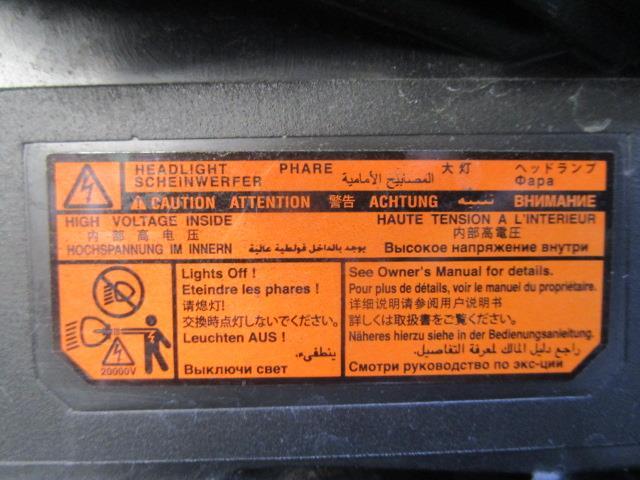 HEADLIGHT PHARE المصابيح الأمامية 大灯 ヘッドランプ
SCHEINWERFER Фара
CAUTION ATTENTION 警告 ACHTUNG تنبيه ВНИМАНИЕ
HIGH VOLTAGE INSIDE HAUTE TENSION A L'INTERIEUR
内部高电压 内部高電圧
HOCHSPANNUNG IM INNERN يوجد بالداخل فولطية عالية Высокое напряжение внутри
Lights Off !
Eteindre les phares !
请熄灯!
交換時点灯しないでください。
Leuchten AUS !
ينطفىء.
Выключи свет
20000V
See Owner's Manual for details.
Pour plus de détails, voir le manuel du propriétaire.
详细说明请参阅用户说明书
詳しくは取扱書をご覧ください。
Näheres hierzu siehe in der Bedienungsanleitung.
راجع دليل المالك لمعرفة التفاصيل.
Смотри руководство по экс-ции